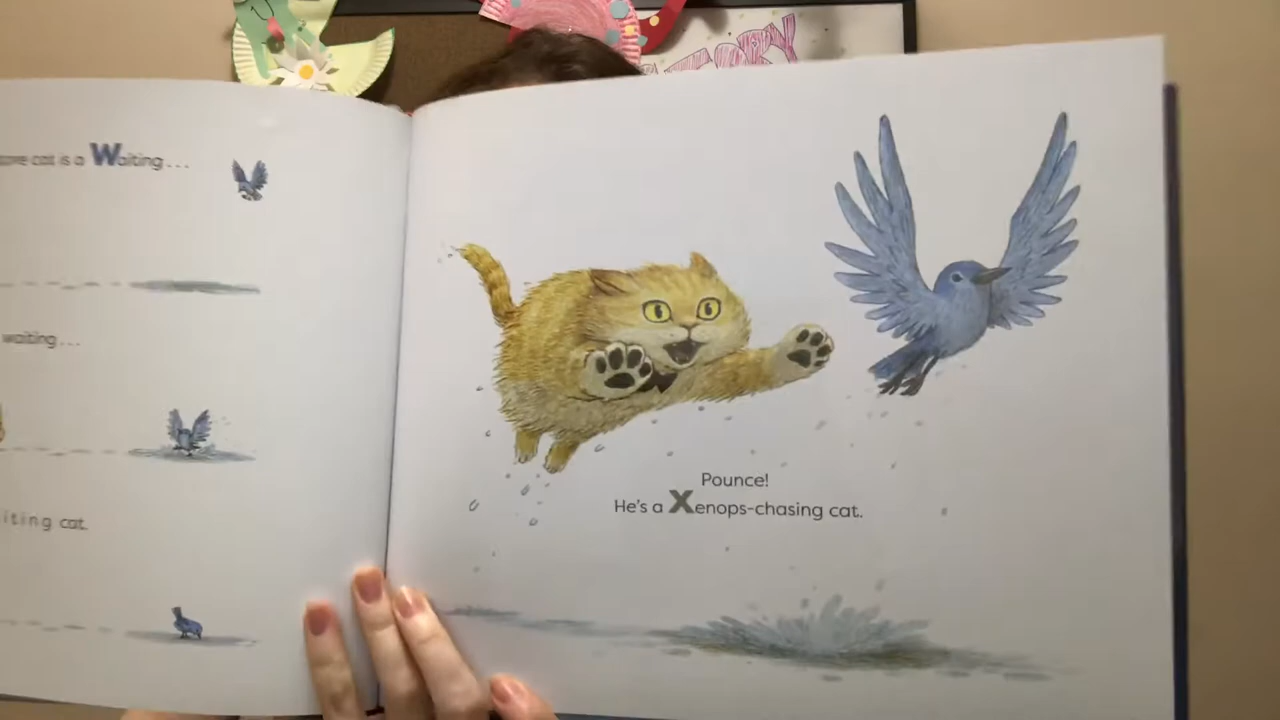 cat is a Waiting...
waiting...
iting cat.
Pounce!
He's a Xenops-chasing cat.